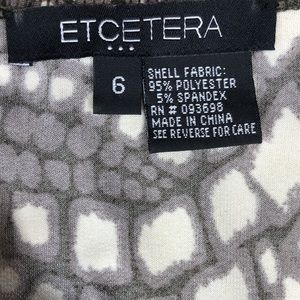 ETCETERA
6
SHELL FABRIC:
95% POLYESTER
5% SPANDEX
RN # 093698
MADE IN CHINA
SEE REVERSE FOR CARE